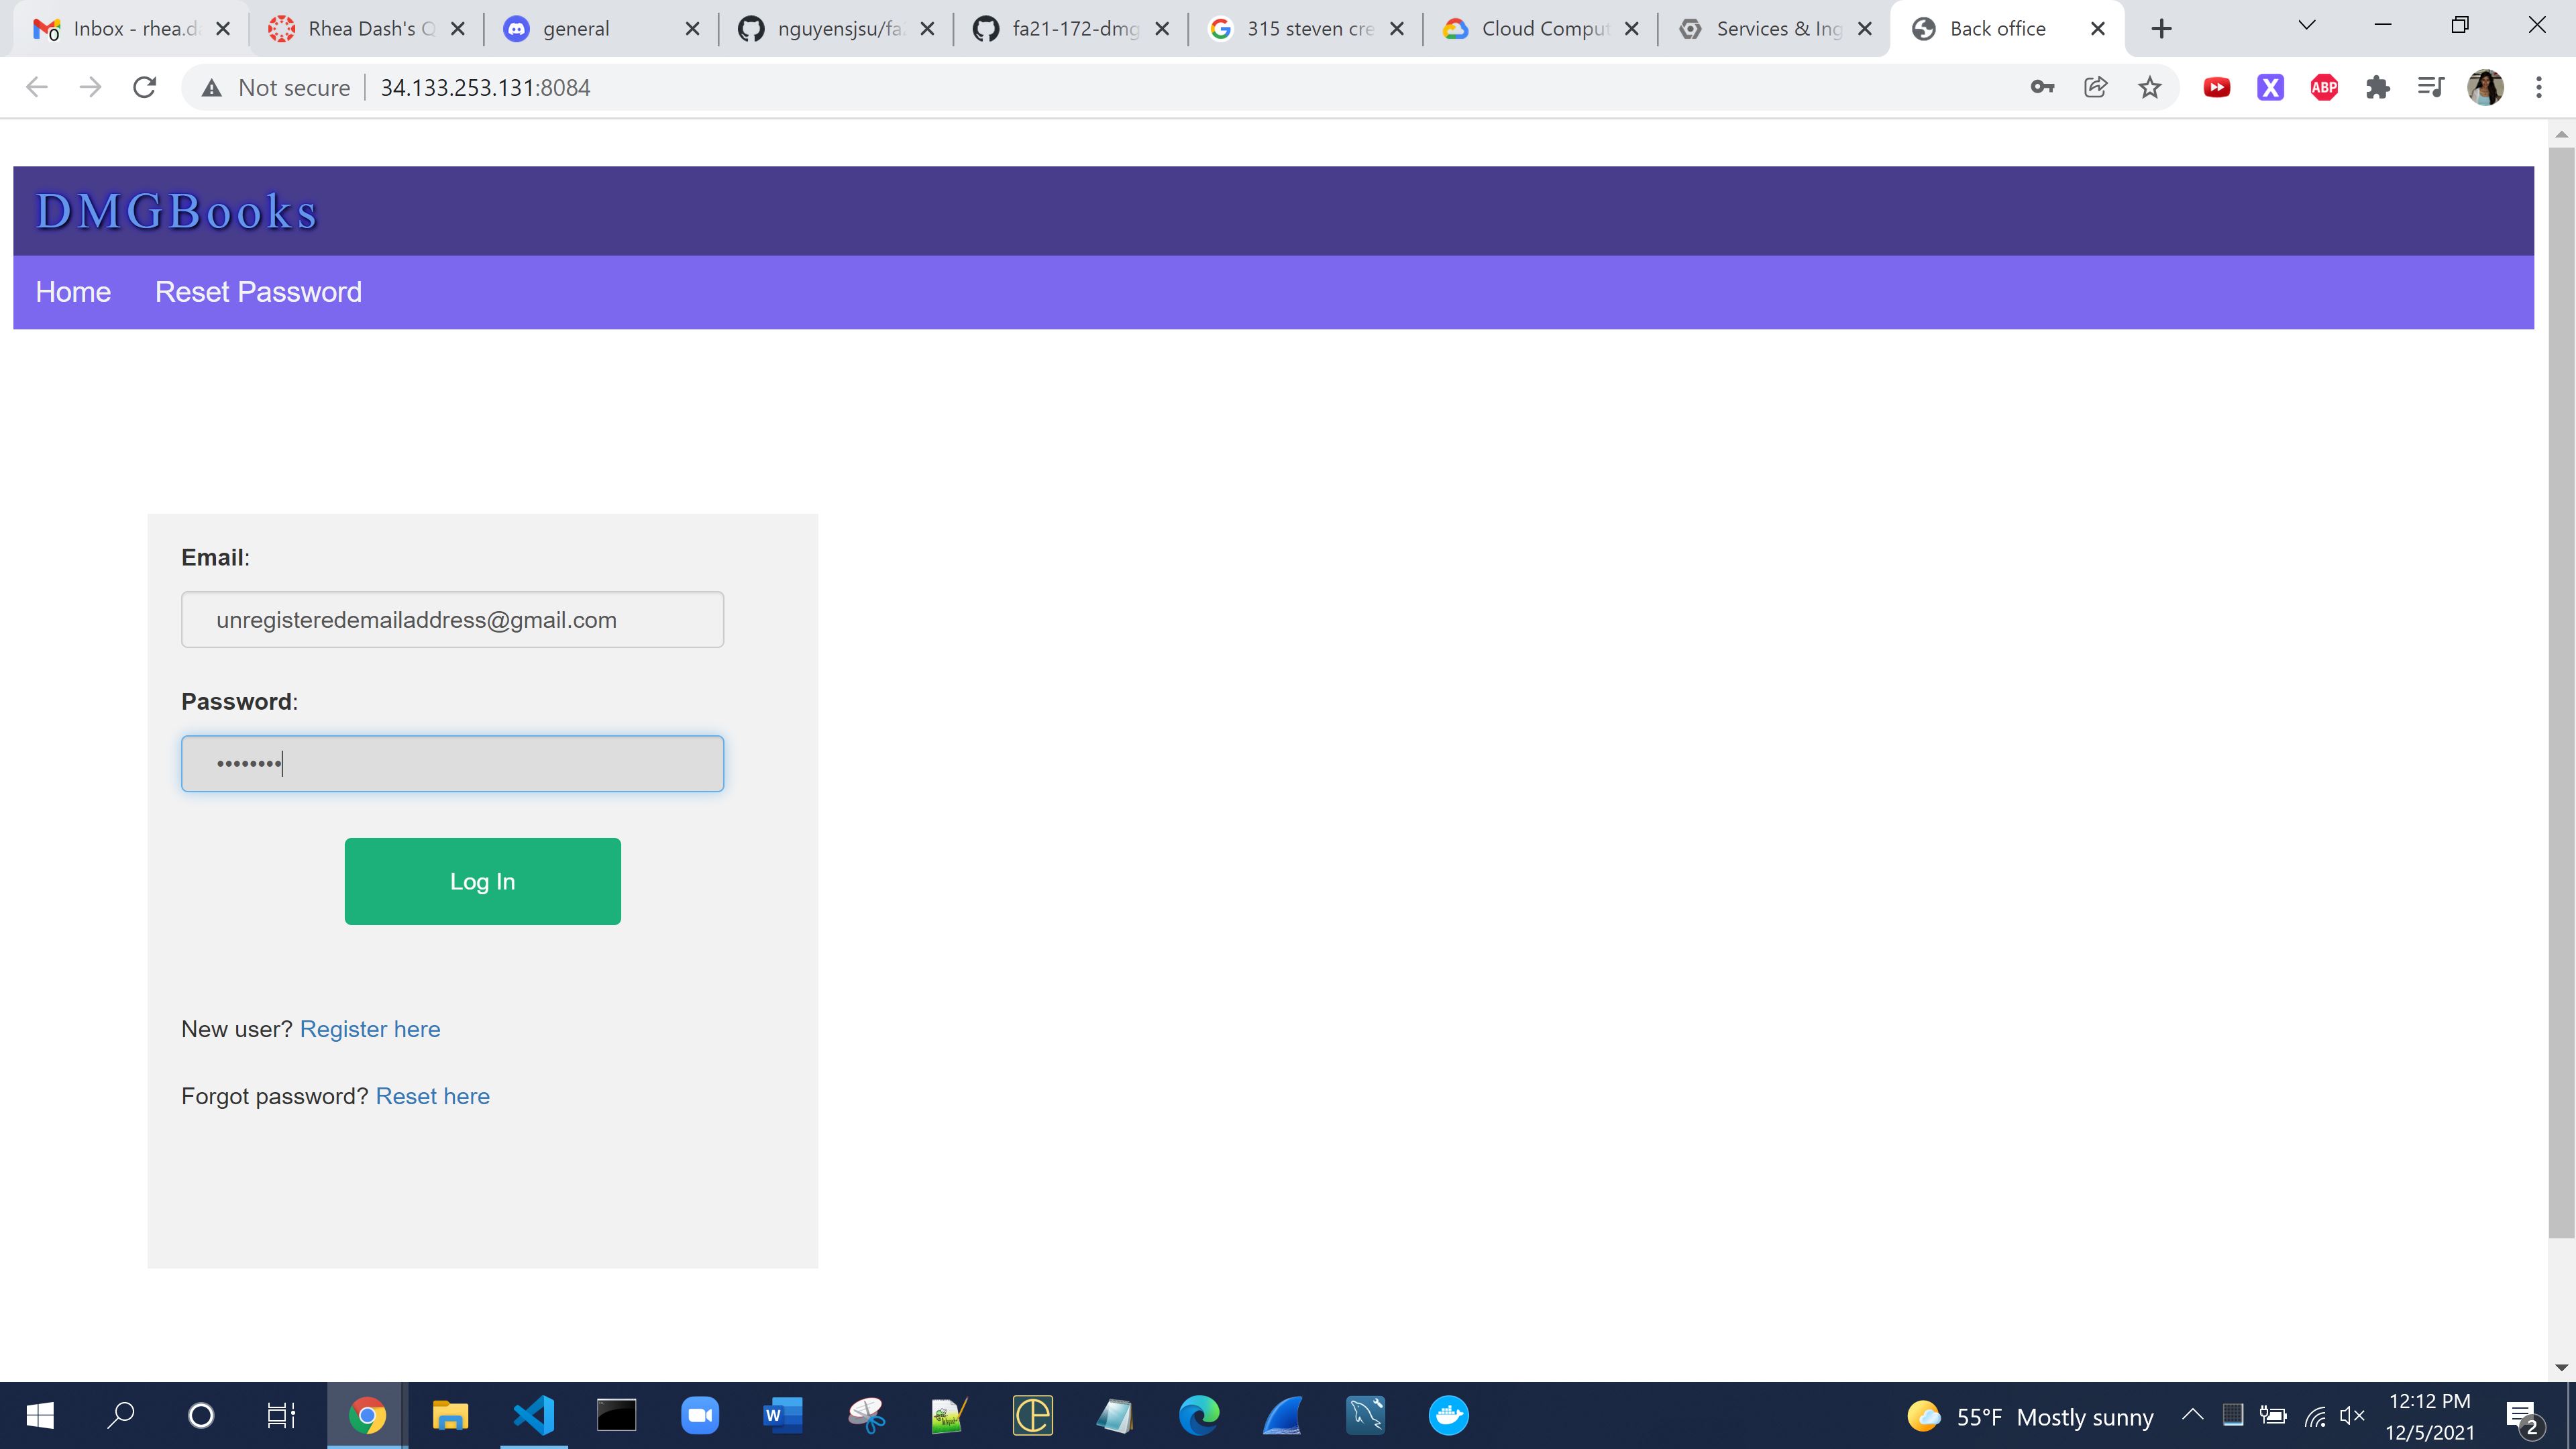 Inbox - rhea.d
Rhea Dash's Q
general
nguyensjsu/fa
fa21-172-dmg
315 steven cre
Cloud Comput
Services & Ing
Back office
Not secure
34.133.253.131:8084
ABP
DMGBooks
Home Reset Password
Email:
unregisteredemailaddress@gmail.com
Password:
••••••••
Log In
New user? Register here
Forgot password? Reset here
55°F Mostly sunny
12:12 PM
12/5/2021
2